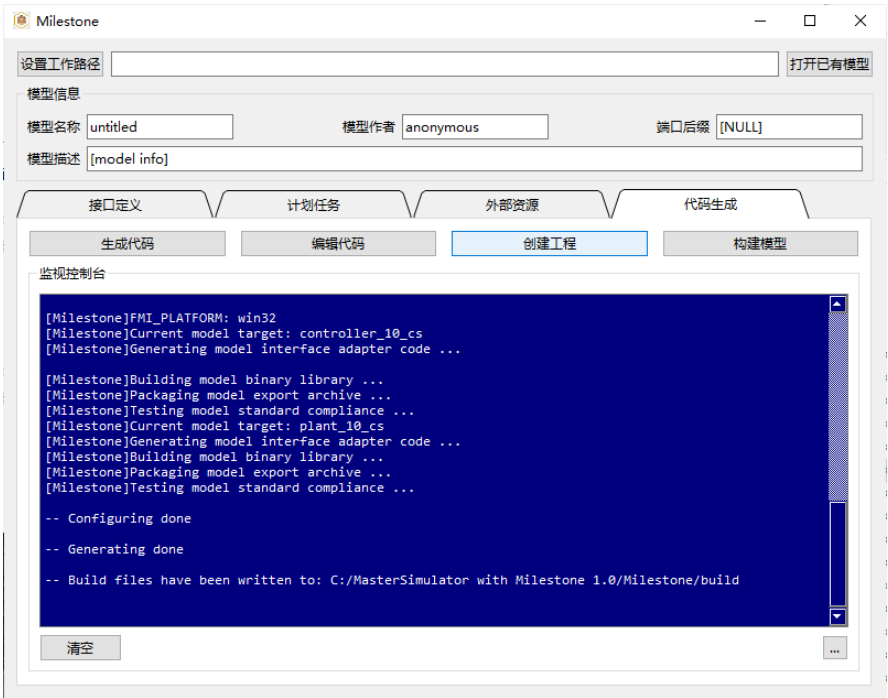 Milestone
设置工作路径 打开已有模型
模型信息
模型名称 untitled 模型作者 anonymous 端口后缀 [NULL]
模型描述 [model info]
接口定义 计划任务 外部资源 代码生成
生成代码 编辑代码 创建工程 构建模型
监视控制台
[Milestone]FMI_PLATFORM: win32
[Milestone]Current model target: controller_10_cs
[Milestone]Generating model interface adapter code ...
[Milestone]Building model binary library ...
[Milestone]Packaging model export archive ...
[Milestone]Testing model standard compliance ...
[Milestone]Current model target: plant_10_cs
[Milestone]Generating model interface adapter code ...
[Milestone]Building model binary library ...
[Milestone]Packaging model export archive ...
[Milestone]Testing model standard compliance ...
-- Configuring done
-- Generating done
-- Build files have been written to: C:/MasterSimulator with Milestone 1.0/Milestone/build
清空 ...